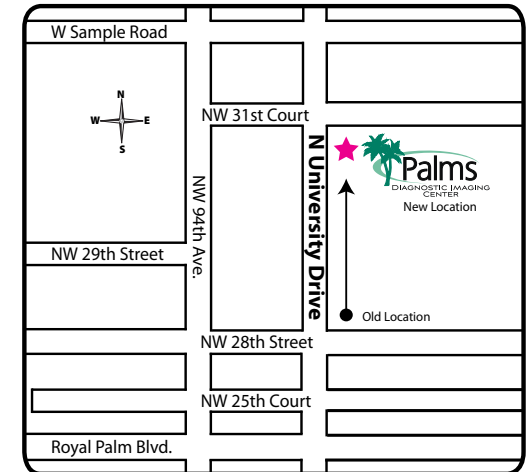 W Sample Road
N
W E
S
NW 31st Court
N University Drive
Palms
DIAGNOSTIC IMAGING
CENTER
New Location
NW 94th Ave.
NW 29th Street
Old Location
NW 28th Street
NW 25th Court
Royal Palm Blvd.